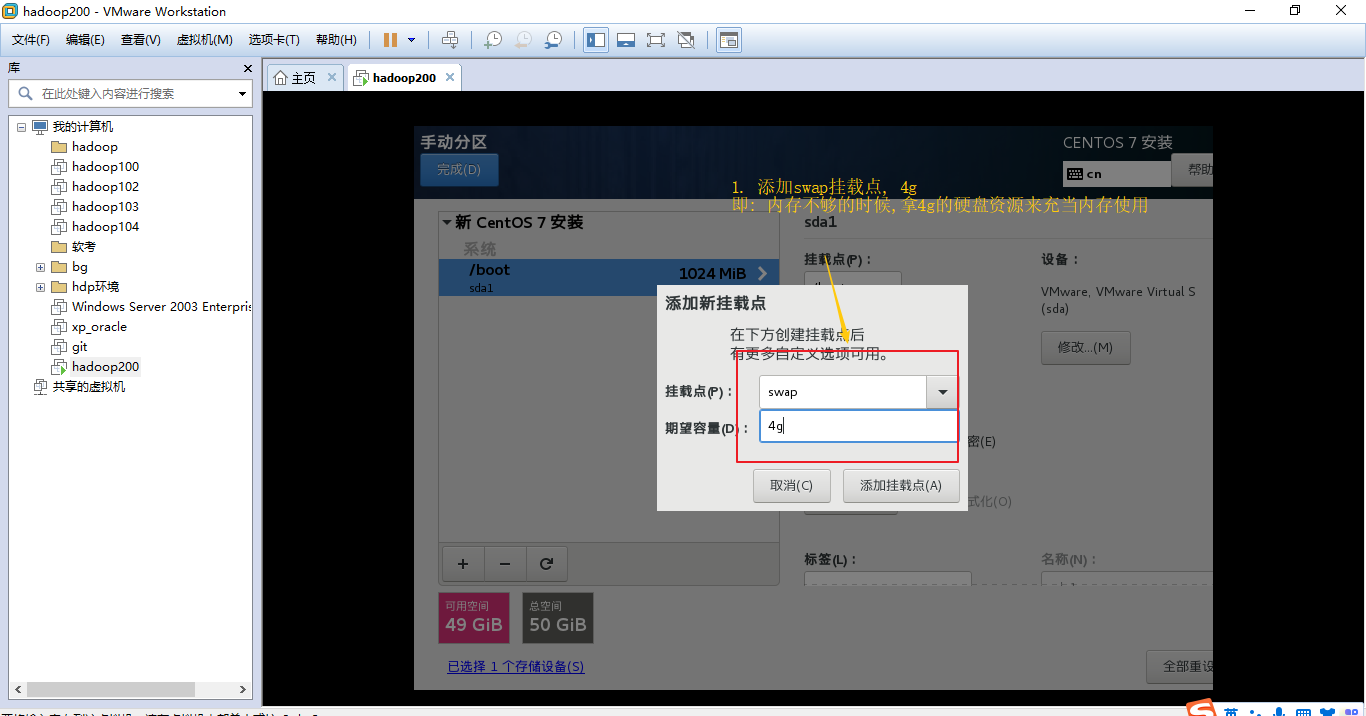 hadoop200 - VMware Workstation
文件(F) 编辑(E) 查看(V) 虚拟机(M) 选项卡(T) 帮助(H)
库
在此处键入内容进行搜索
我的计算机
hadoop
hadoop100
hadoop102
hadoop103
hadoop104
软考
bg
hdp环境
Windows Server 2003 Enterpris
xp_oracle
git
hadoop200
共享的虚拟机
主页
hadoop200
手动分区
完成(D)
CENTOS 7 安装
cn
帮助
1. 添加swap挂载点, 4g
即: 内存不够的时候,拿4g的硬盘资源来充当内存使用
新 CentOS 7 安装
系统
/boot
1024 MiB
sda1
sda1
挂载点(P)：
设备：
VMware, VMware Virtual S
(sda)
修改...(M)
添加新挂载点
在下方创建挂载点后
有更多自定义选项可用。
挂载点(P)：
swap
期望容量(D)：
4g
取消(C)
添加挂载点(A)
密(E)
式化(O)
标签(L)：
名称(N)：
+ −
可用空间
49 GiB
总空间
50 GiB
已选择 1 个存储设备(S)
全部重设
英